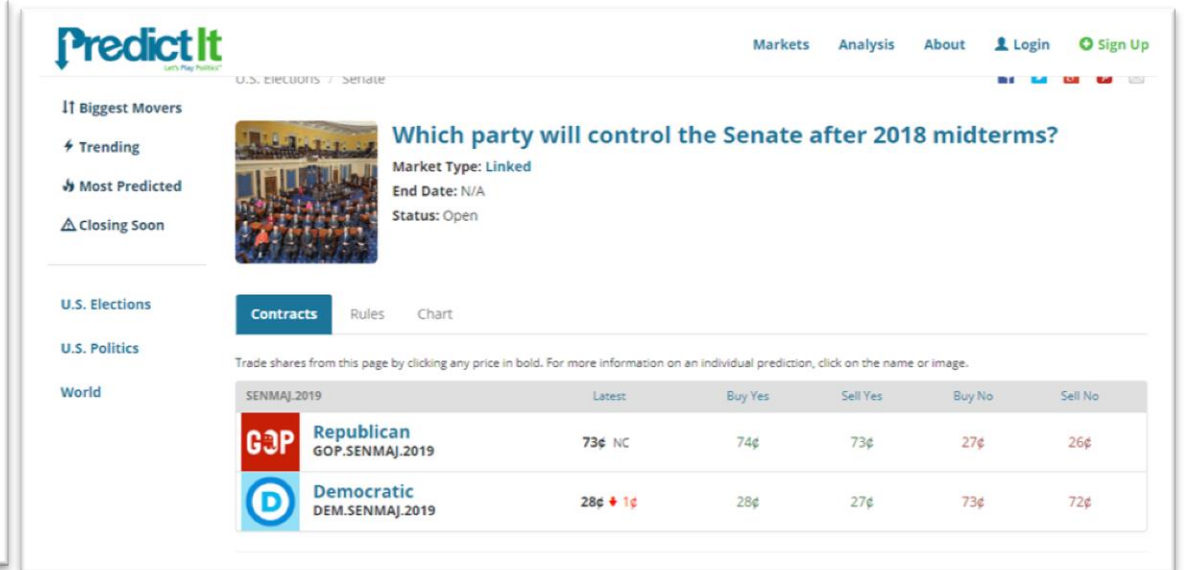 PredictIt
Let's Play Politics"
Markets Analysis About Login Sign Up
U.S. Elections / Senate
Biggest Movers
Trending
Most Predicted
Closing Soon
U.S. Elections
U.S. Politics
World
Which party will control the Senate after 2018 midterms?
Market Type: Linked
End Date: N/A
Status: Open
Contracts Rules Chart
Trade shares from this page by clicking any price in bold. For more information on an individual prediction, click on the name or image.
SENMAJ.2019 Latest Buy Yes Sell Yes Buy No Sell No
GOP Republican 73¢ NC 74¢ 73¢ 27¢ 26¢
GOP.SENMAJ.2019
D Democratic 28¢ 1¢ 28¢ 27¢ 73¢ 72¢
DEM.SENMAJ.2019